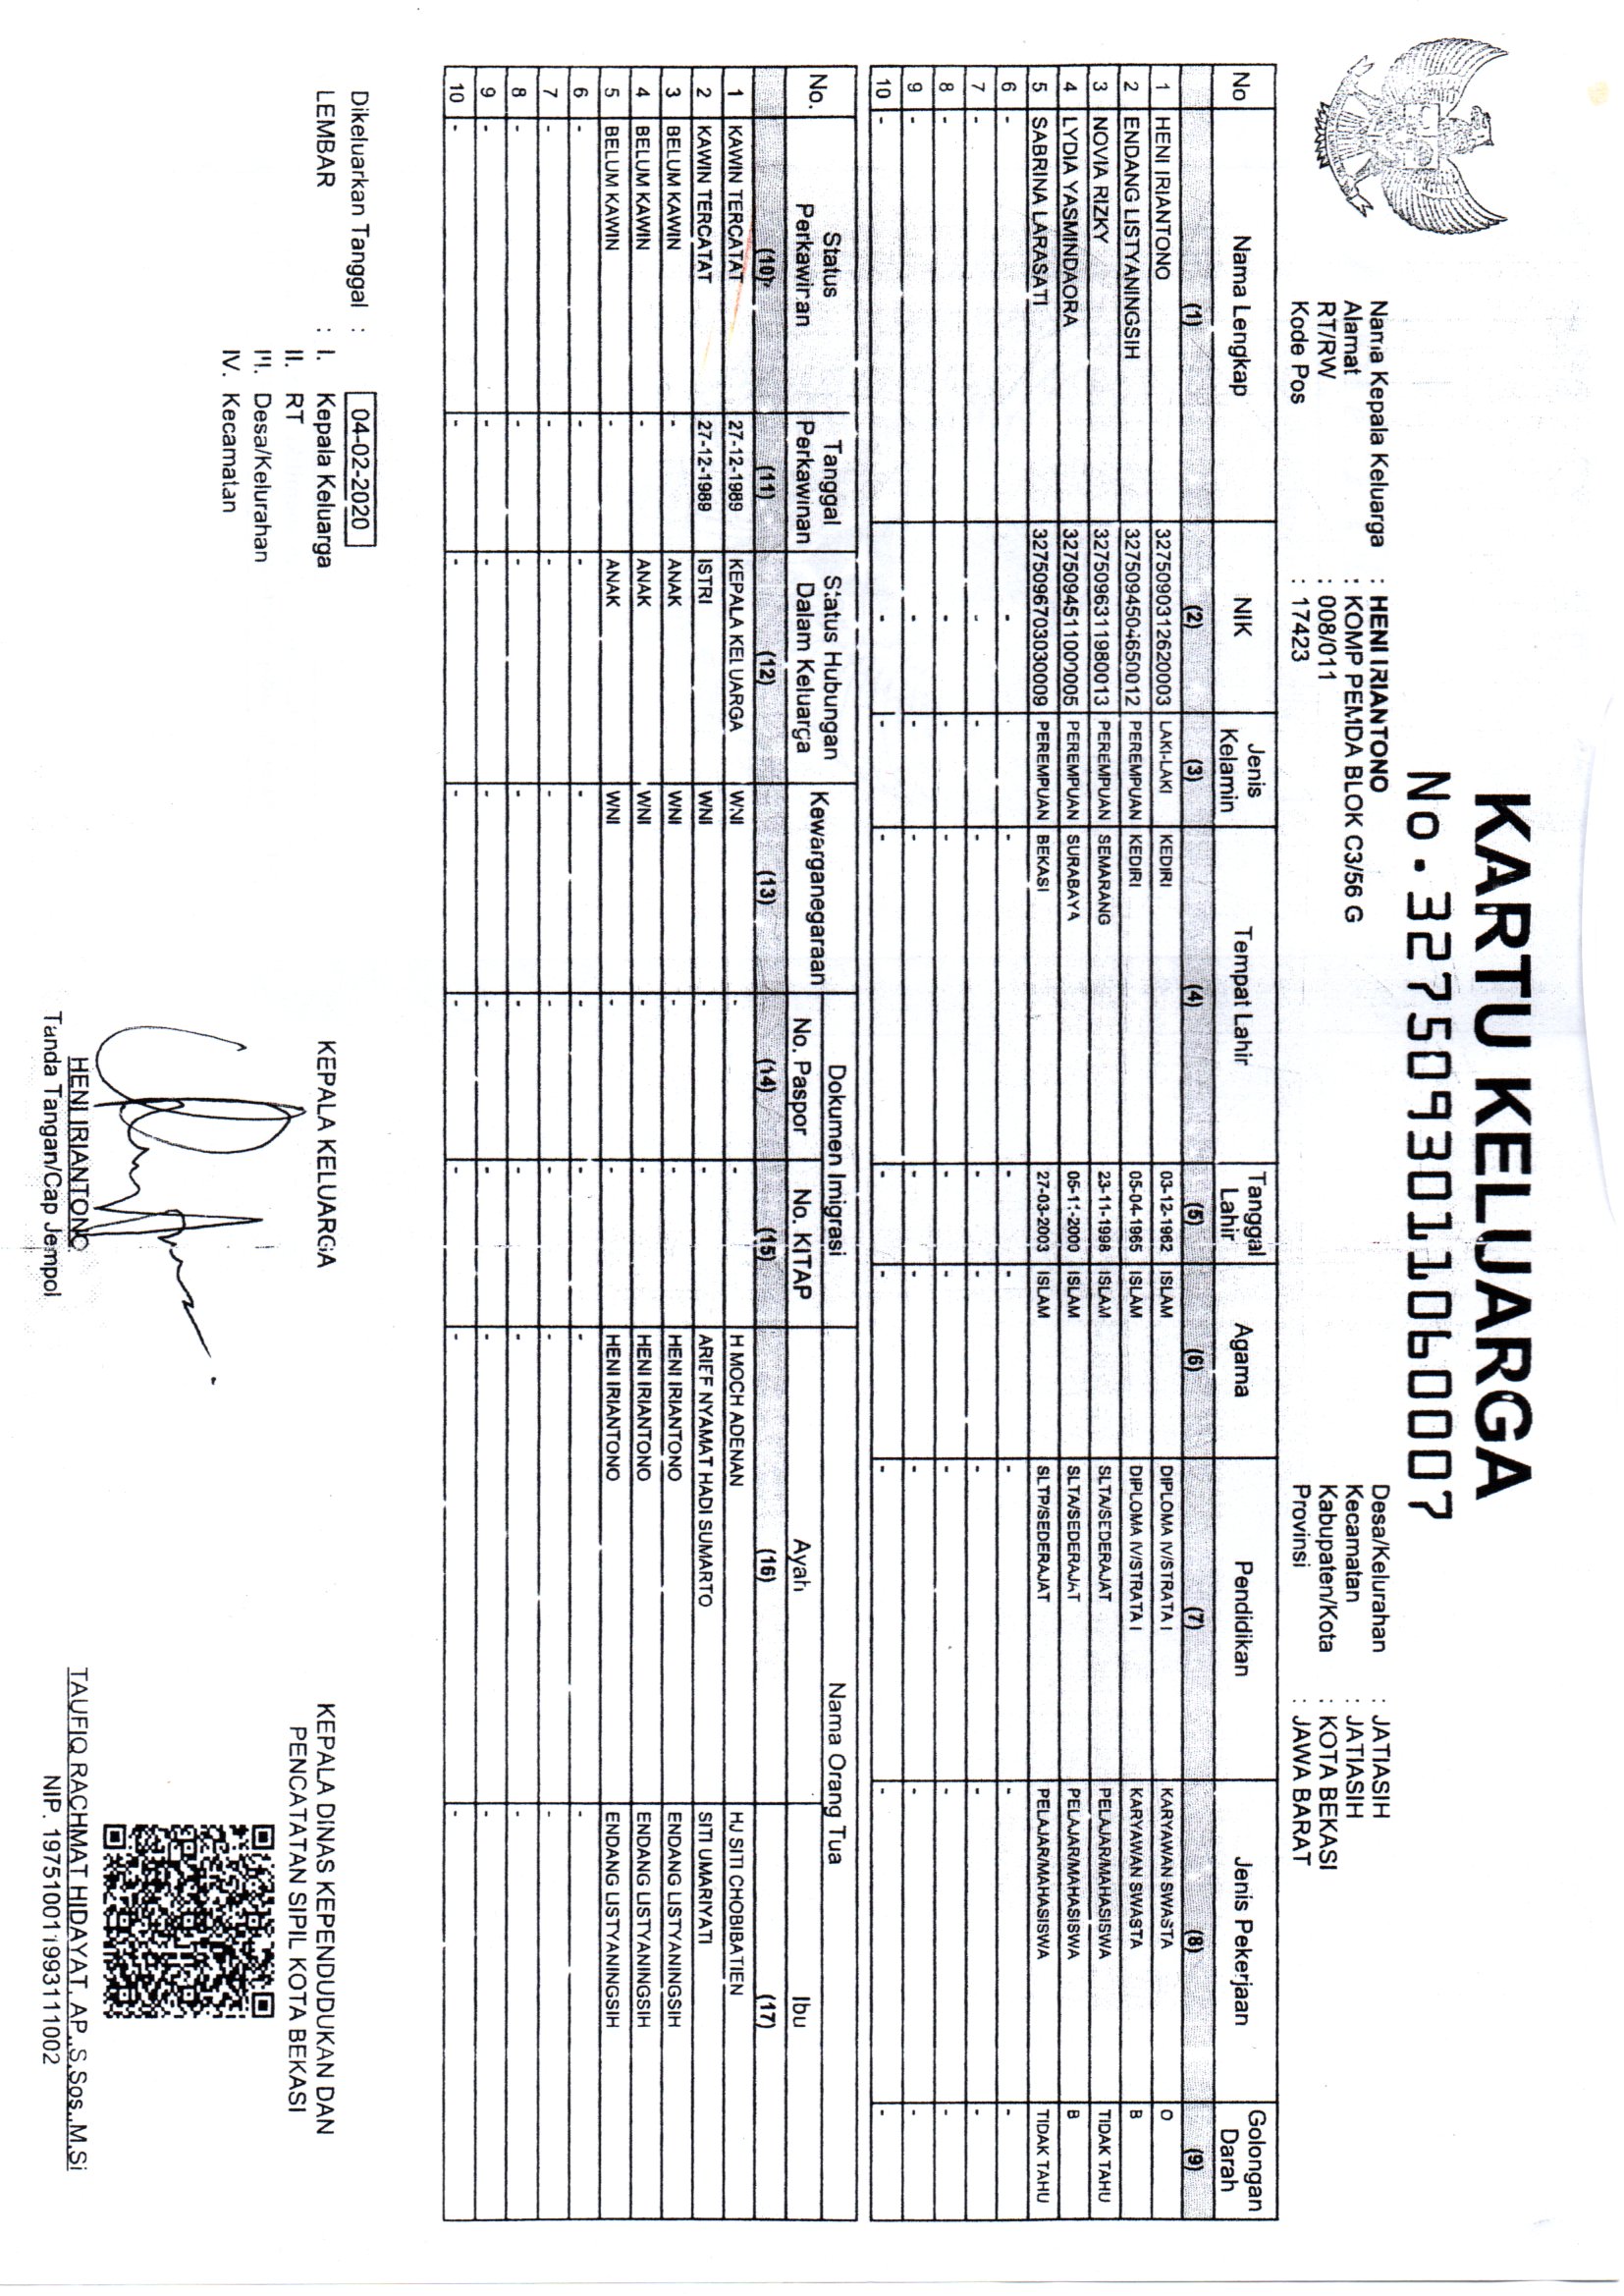 KARTU KELUARGA
No. 3275093011060007
Nama Kepala Keluarga : HENI IRIANTONO
Alamat : KOMP PEMDA BLOK C3/56 G
RT/RW : 008/011
Kode Pos : 17423
Desa/Kelurahan : JATIASIH
Kecamatan : JATIASIH
Kabupaten/Kota : KOTA BEKASI
Provinsi : JAWA BARAT
No Nama Lengkap NIK Jenis Kelamin Tempat Lahir Tanggal Lahir Agama Pendidikan Jenis Pekerjaan Golongan Darah
(1) (2) (3) (4) (5) (6) (7) (8) (9)
1 HENI IRIANTONO 3275090312620003 LAKI-LAKI KEDIRI 03-12-1962 ISLAM DIPLOMA IV/STRATA I KARYAWAN SWASTA O
2 ENDANG LISTYANINGSIH 3275094504650012 PEREMPUAN KEDIRI 05-04-1965 ISLAM DIPLOMA IV/STRATA I KARYAWAN SWASTA B
3 NOVIA RIZKY 3275096311980013 PEREMPUAN SEMARANG 23-11-1998 ISLAM SLTA/SEDERAJAT PELAJAR/MAHASISWA TIDAK TAHU
4 LYDIA YASMINDAORA 3275094511000005 PEREMPUAN SURABAYA 05-11-2000 ISLAM SLTA/SEDERAJAT PELAJAR/MAHASISWA B
5 SABRINA LARASATI 3275096703030009 PEREMPUAN BEKASI 27-03-2003 ISLAM SLTP/SEDERAJAT PELAJAR/MAHASISWA TIDAK TAHU
6 - - - - - - - - -
7 - - - - - - - - -
8 - - - - - - - - -
9 - - - - - - - - -
10 - - - - - - - - -
No. Status Perkawinan Tanggal Perkawinan Status Hubungan Dalam Keluarga Kewarganegaraan Dokumen Imigrasi Nama Orang Tua
No. Paspor No. KITAP Ayah Ibu
(10) (11) (12) (13) (14) (15) (16) (17)
1 KAWIN TERCATAT 27-12-1989 KEPALA KELUARGA WNI - - H MOCH ADENAN HJ SITI CHOBIBATIEN
2 KAWIN TERCATAT 27-12-1989 ISTRI WNI - - ARIEF NYAMAT HADI SUMARTO SITI UMARIYATI
3 BELUM KAWIN - ANAK WNI - - HENI IRIANTONO ENDANG LISTYANINGSIH
4 BELUM KAWIN - ANAK WNI - - HENI IRIANTONO ENDANG LISTYANINGSIH
5 BELUM KAWIN - ANAK WNI - - HENI IRIANTONO ENDANG LISTYANINGSIH
6 - - - - - - - -
7 - - - - - - - -
8 - - - - - - - -
9 - - - - - - - -
10 - - - - - - - -
Dikeluarkan Tanggal : 04-02-2020
LEMBAR : I. Kepala Keluarga
II. RT
III. Desa/Kelurahan
IV. Kecamatan
KEPALA KELUARGA
HENI IRIANTONO
Tanda Tangan/Cap Jempol
KEPALA DINAS KEPENDUDUKAN DAN
PENCATATAN SIPIL KOTA BEKASI
TAUFIQ RACHMAT HIDAYAT. AP.,S.Sos.,M.Si
NIP. 197510011993111002